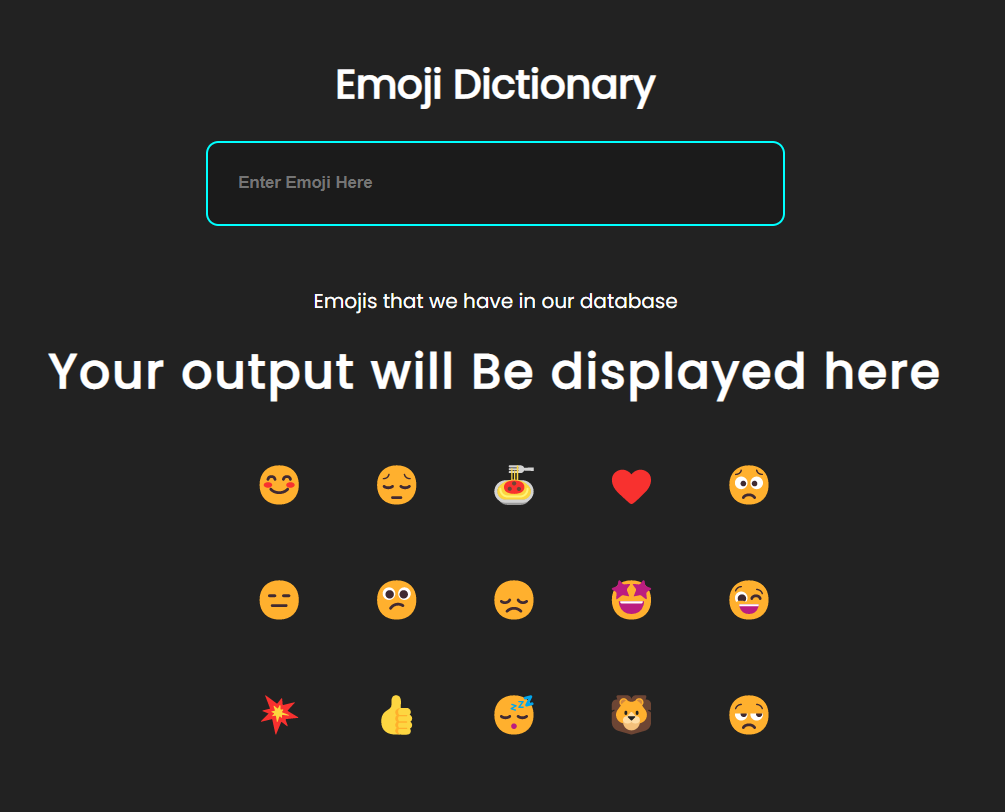 Emoji Dictionary
Enter Emoji Here
Emojis that we have in our database
Your output will Be displayed here